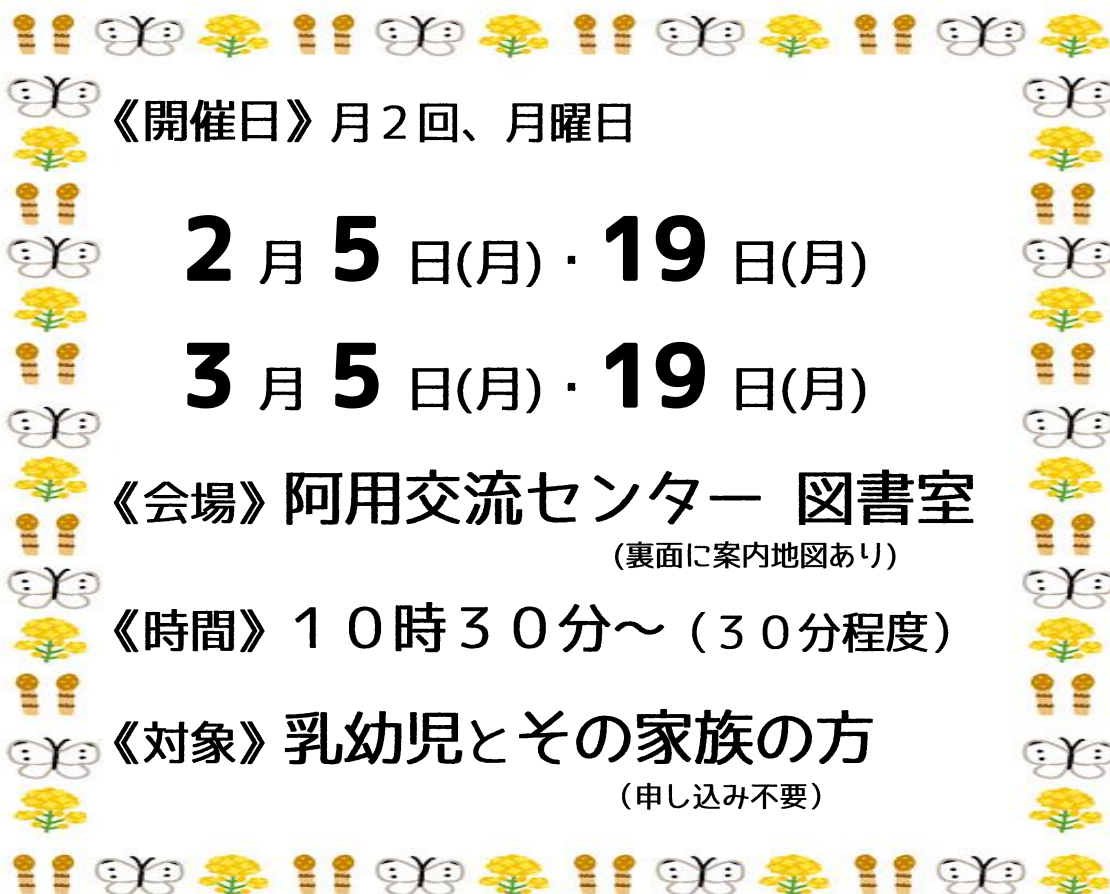 《開催日》月２回、月曜日
2月5日(月)・19日(月)
3月5日(月)・19日(月)
《会場》阿用交流センター 図書室
(裏面に案内地図あり)
《時間》１０時３０分～（３０分程度）
《対象》乳幼児とその家族の方
（申し込み不要）